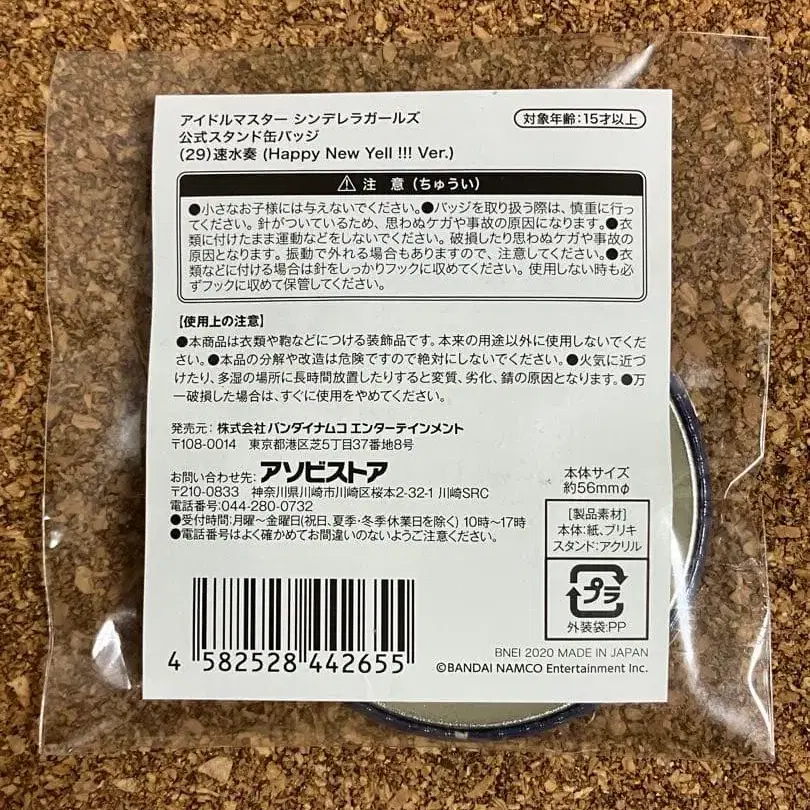 アイドルマスター シンデレラガールズ
公式スタンド缶バッジ
(29)速水奏 (Happy New Yell !!! Ver.)
対象年齢:15才以上
⚠ 注 意 (ちゅうい)
●小さなお子様には与えないでください。●バッジを取り扱う際は、慎重に行っ
てください。針がついているため、思わぬケガや事故の原因になります。●衣
類に付けたまま運動などをしないでください。破損したり思わぬケガや事故の
原因となります。振動で外れる場合もありますので、注意してください。●衣
類などに付ける場合は針をしっかりフックに収めてください。使用しない時も必
ずフックに収めて保管してください。
【使用上の注意】
●本商品は衣類や鞄などにつける装飾品です。本来の用途以外に使用しないでくだ
さい。●本品の分解や改造は危険ですので絶対にしないでください。●火気に近づ
けたり、多湿の場所に長時間放置したりすると変質、劣化、錆の原因となります。●万
一破損した場合は、すぐに使用をやめてください。
発売元: 株式会社バンダイナムコ エンターテインメント
〒108-0014 東京都港区芝5丁目37番地8号
お問い合わせ先: アソビストア
〒210-0833 神奈川県川崎市川崎区桜本2-32-1 川崎SRC
電話番号:044-280-0732
●受付時間:月曜~金曜日(祝日、夏季・冬季休業日を除く) 10時~17時
●電話番号はよく確かめてお間違いのないようご注意ください。
本体サイズ
約56mmφ
[製品素材]
本体:紙、ブリキ
スタンド:アクリル
プラ
外装袋:PP
4 582528 442655
BNEI 2020 MADE IN JAPAN
©BANDAI NAMCO Entertainment Inc.